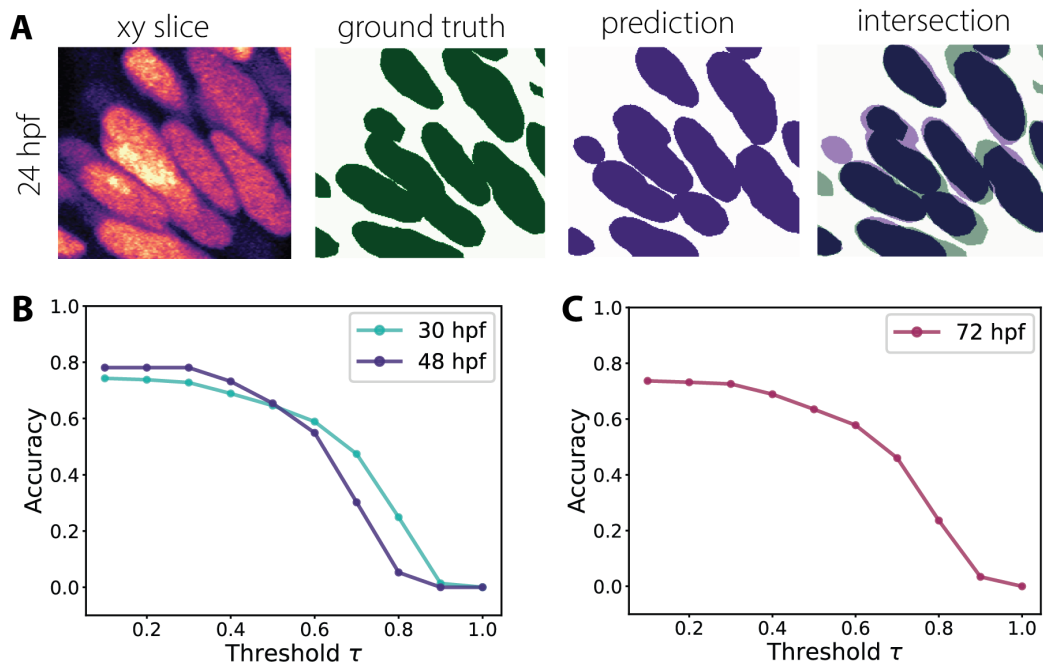 A
xy slice
ground truth
prediction
intersection
24 hpf
B
1.0
0.8
0.6
0.4
0.2
0.0
Accuracy
30 hpf
48 hpf
0.2 0.4 0.6 0.8 1.0
Threshold τ
C
1.0
0.8
0.6
0.4
0.2
0.0
Accuracy
72 hpf
0.2 0.4 0.6 0.8 1.0
Threshold τ